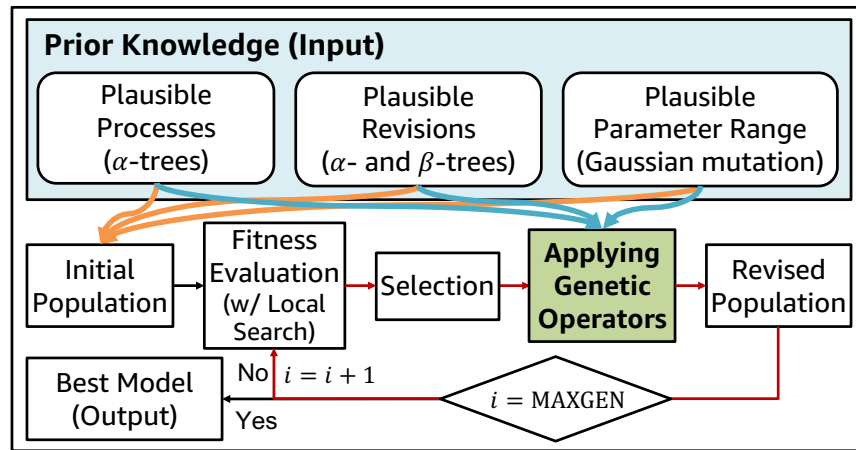 Prior Knowledge (Input)
Plausible
Processes
(α-trees)
Plausible
Revisions
(α- and β-trees)
Plausible
Parameter Range
(Gaussian mutation)
Initial
Population
Fitness
Evaluation
(w/ Local
Search)
Selection
Applying
Genetic
Operators
Revised
Population
Best Model
(Output)
No
i = i + 1
Yes
i = MAXGEN